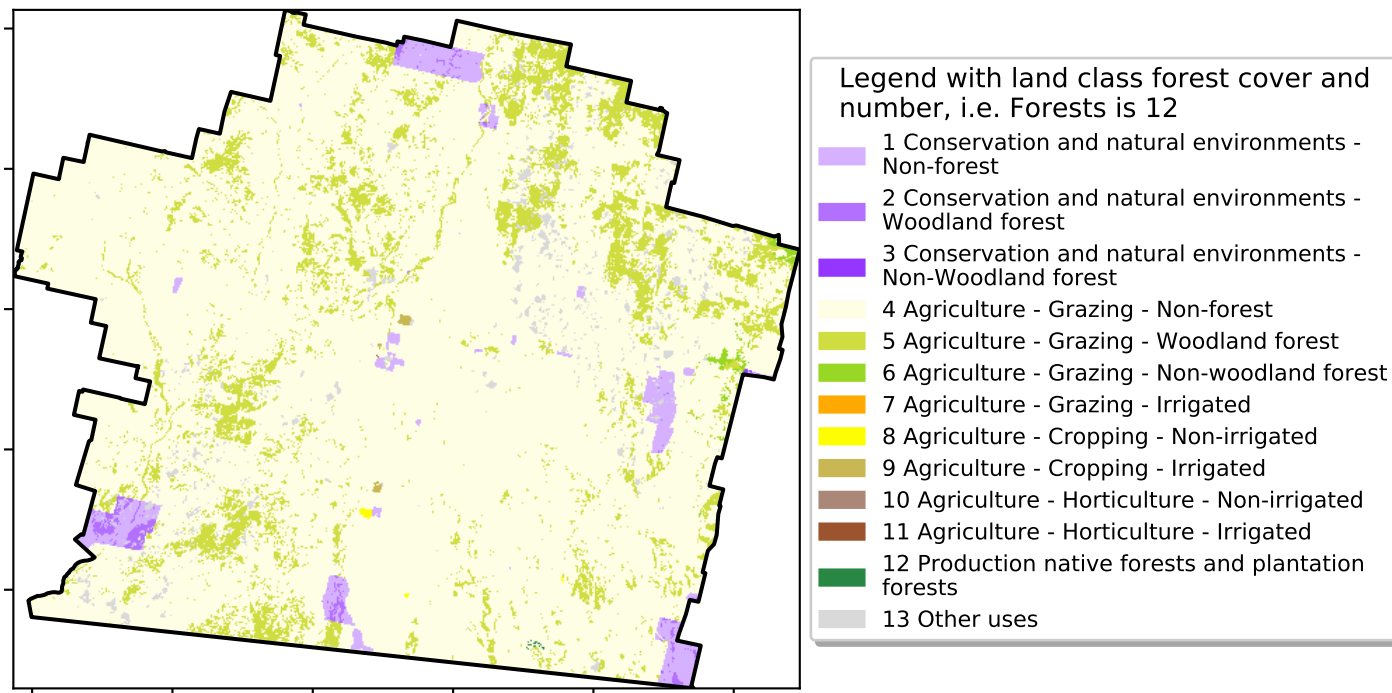 Legend with land class forest cover and
number, i.e. Forests is 12
1 Conservation and natural environments -
Non-forest
2 Conservation and natural environments -
Woodland forest
3 Conservation and natural environments -
Non-Woodland forest
4 Agriculture - Grazing - Non-forest
5 Agriculture - Grazing - Woodland forest
6 Agriculture - Grazing - Non-woodland forest
7 Agriculture - Grazing - Irrigated
8 Agriculture - Cropping - Non-irrigated
9 Agriculture - Cropping - Irrigated
10 Agriculture - Horticulture - Non-irrigated
11 Agriculture - Horticulture - Irrigated
12 Production native forests and plantation
forests
13 Other uses